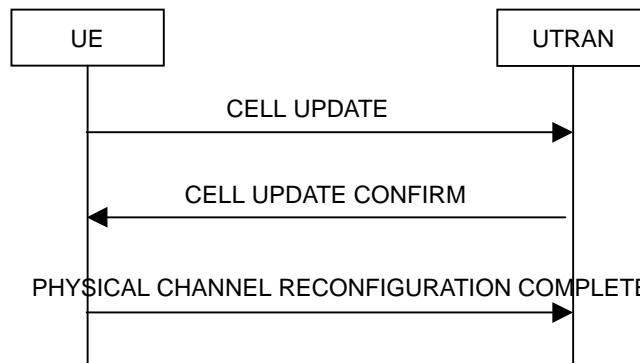 UE
UTRAN
CELL UPDATE
CELL UPDATE CONFIRM
PHYSICAL CHANNEL RECONFIGURATION COMPLETE